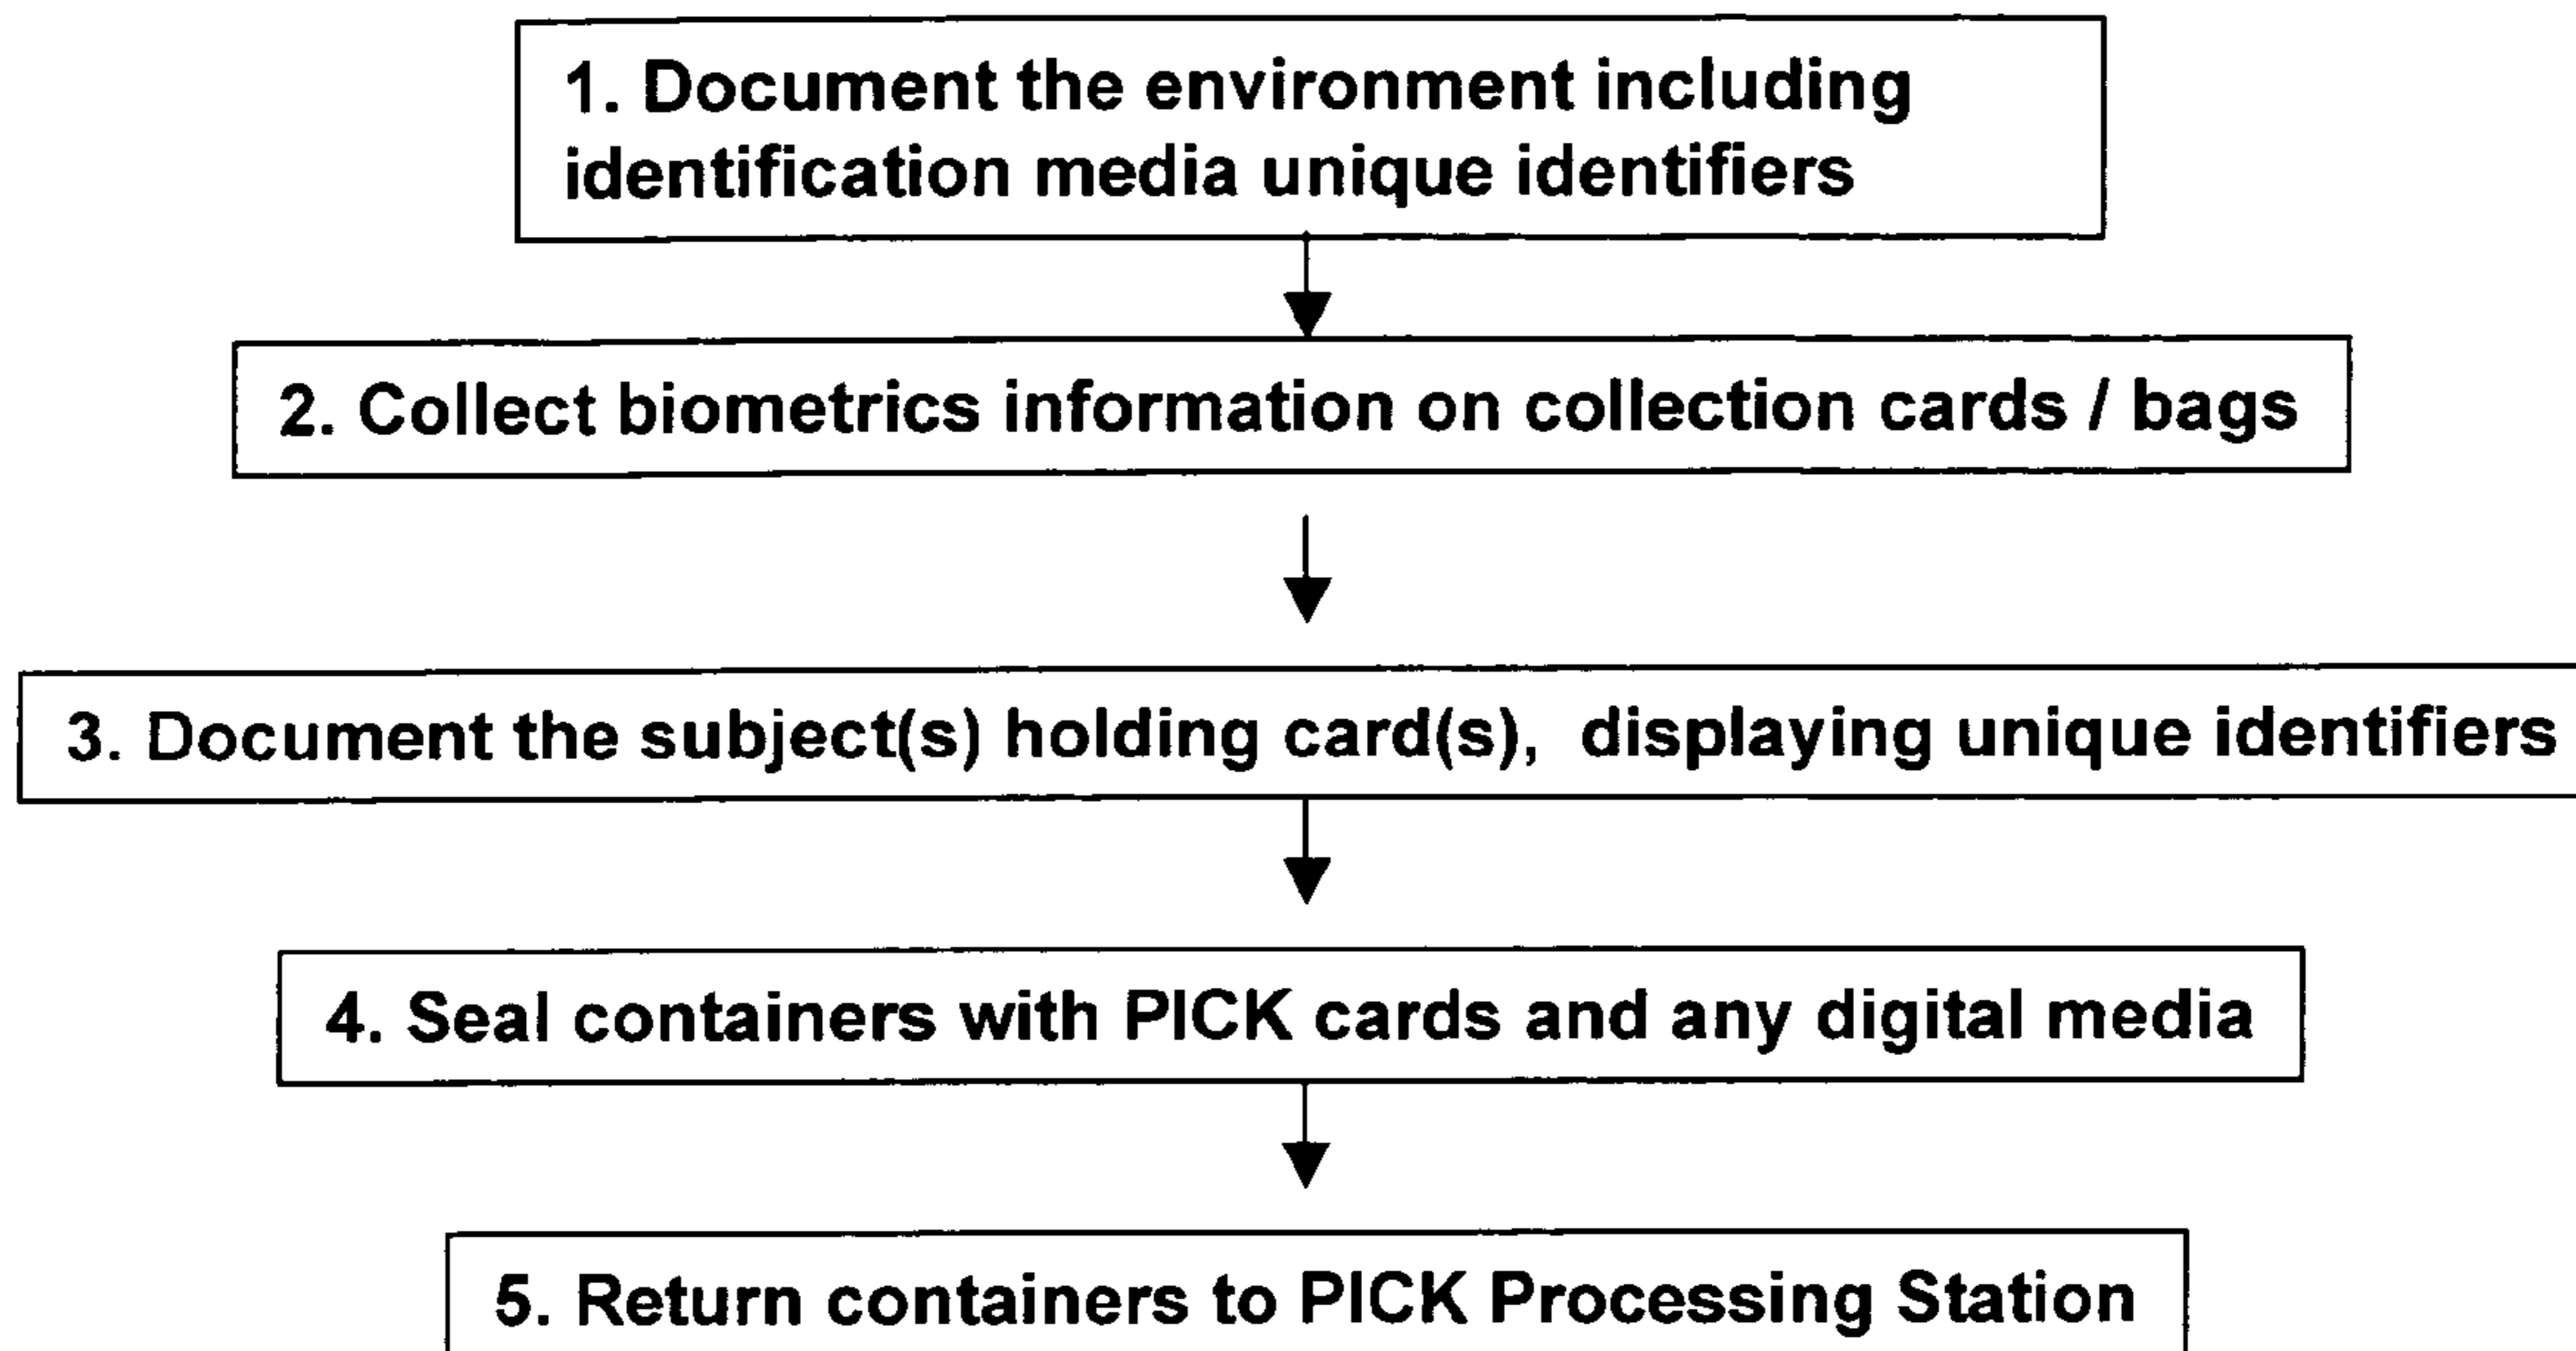 1. Document the environment including
identification media unique identifiers
2. Collect biometrics information on collection cards / bags
3. Document the subject(s) holding card(s), displaying unique identifiers
4. Seal containers with PICK cards and any digital media
5. Return containers to PICK Processing Station